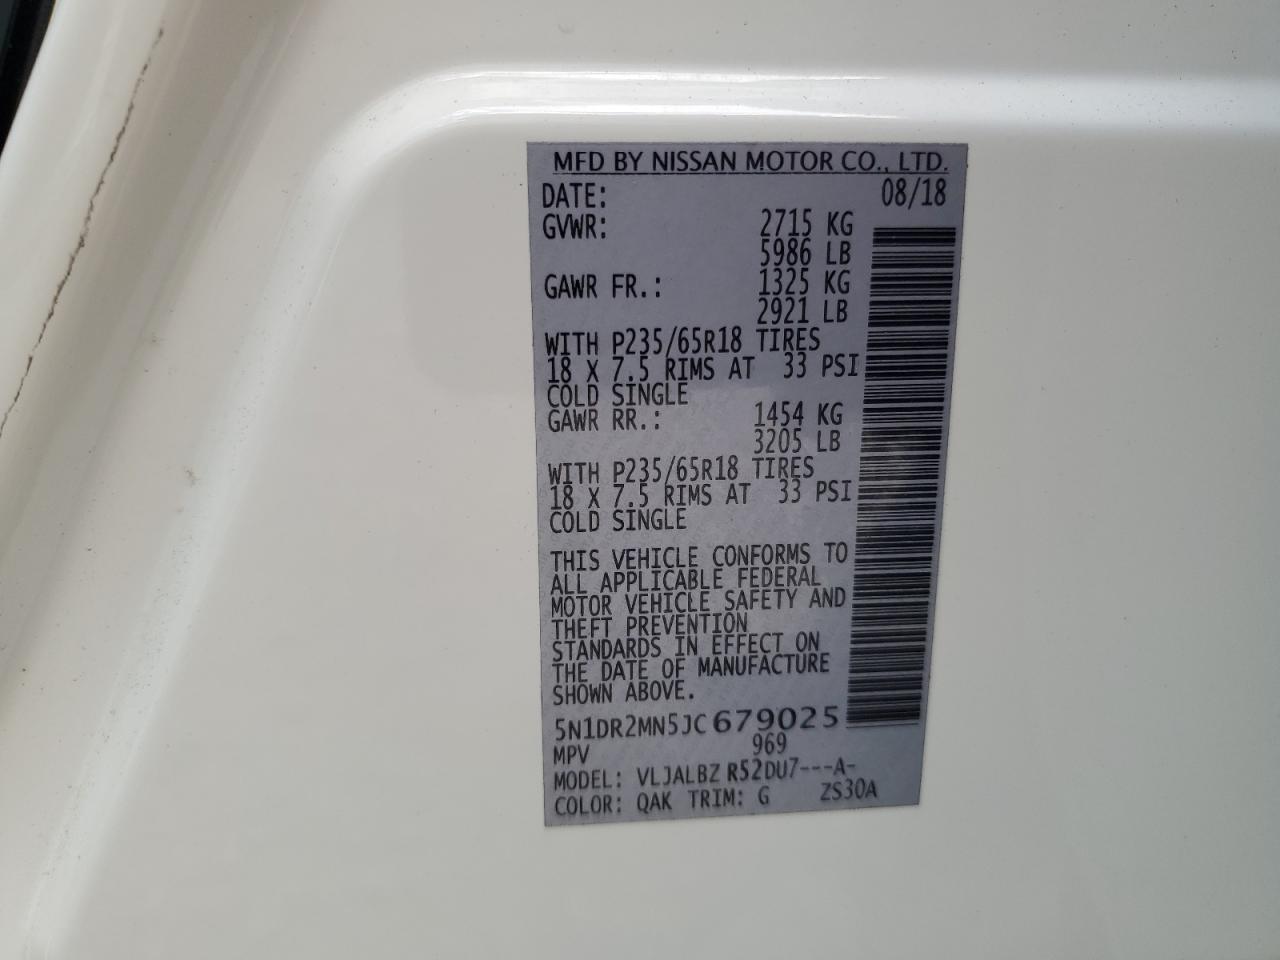 MFD BY NISSAN MOTOR CO., LTD.
DATE: 08/18
GVWR: 2715 KG
5986 LB
GAWR FR.: 1325 KG
2921 LB
WITH P235/65R18 TIRES
18 X 7.5 RIMS AT 33 PSI
COLD SINGLE
GAWR RR.: 1454 KG
3205 LB
WITH P235/65R18 TIRES
18 X 7.5 RIMS AT 33 PSI
COLD SINGLE
THIS VEHICLE CONFORMS TO
ALL APPLICABLE FEDERAL
MOTOR VEHICLE SAFETY AND
THEFT PREVENTION
STANDARDS IN EFFECT ON
THE DATE OF MANUFACTURE
SHOWN ABOVE.
5N1DR2MN5JC679025
MPV 969
MODEL: VLJALBZ R52DU7---A-
COLOR: QAK TRIM: G ZS30A